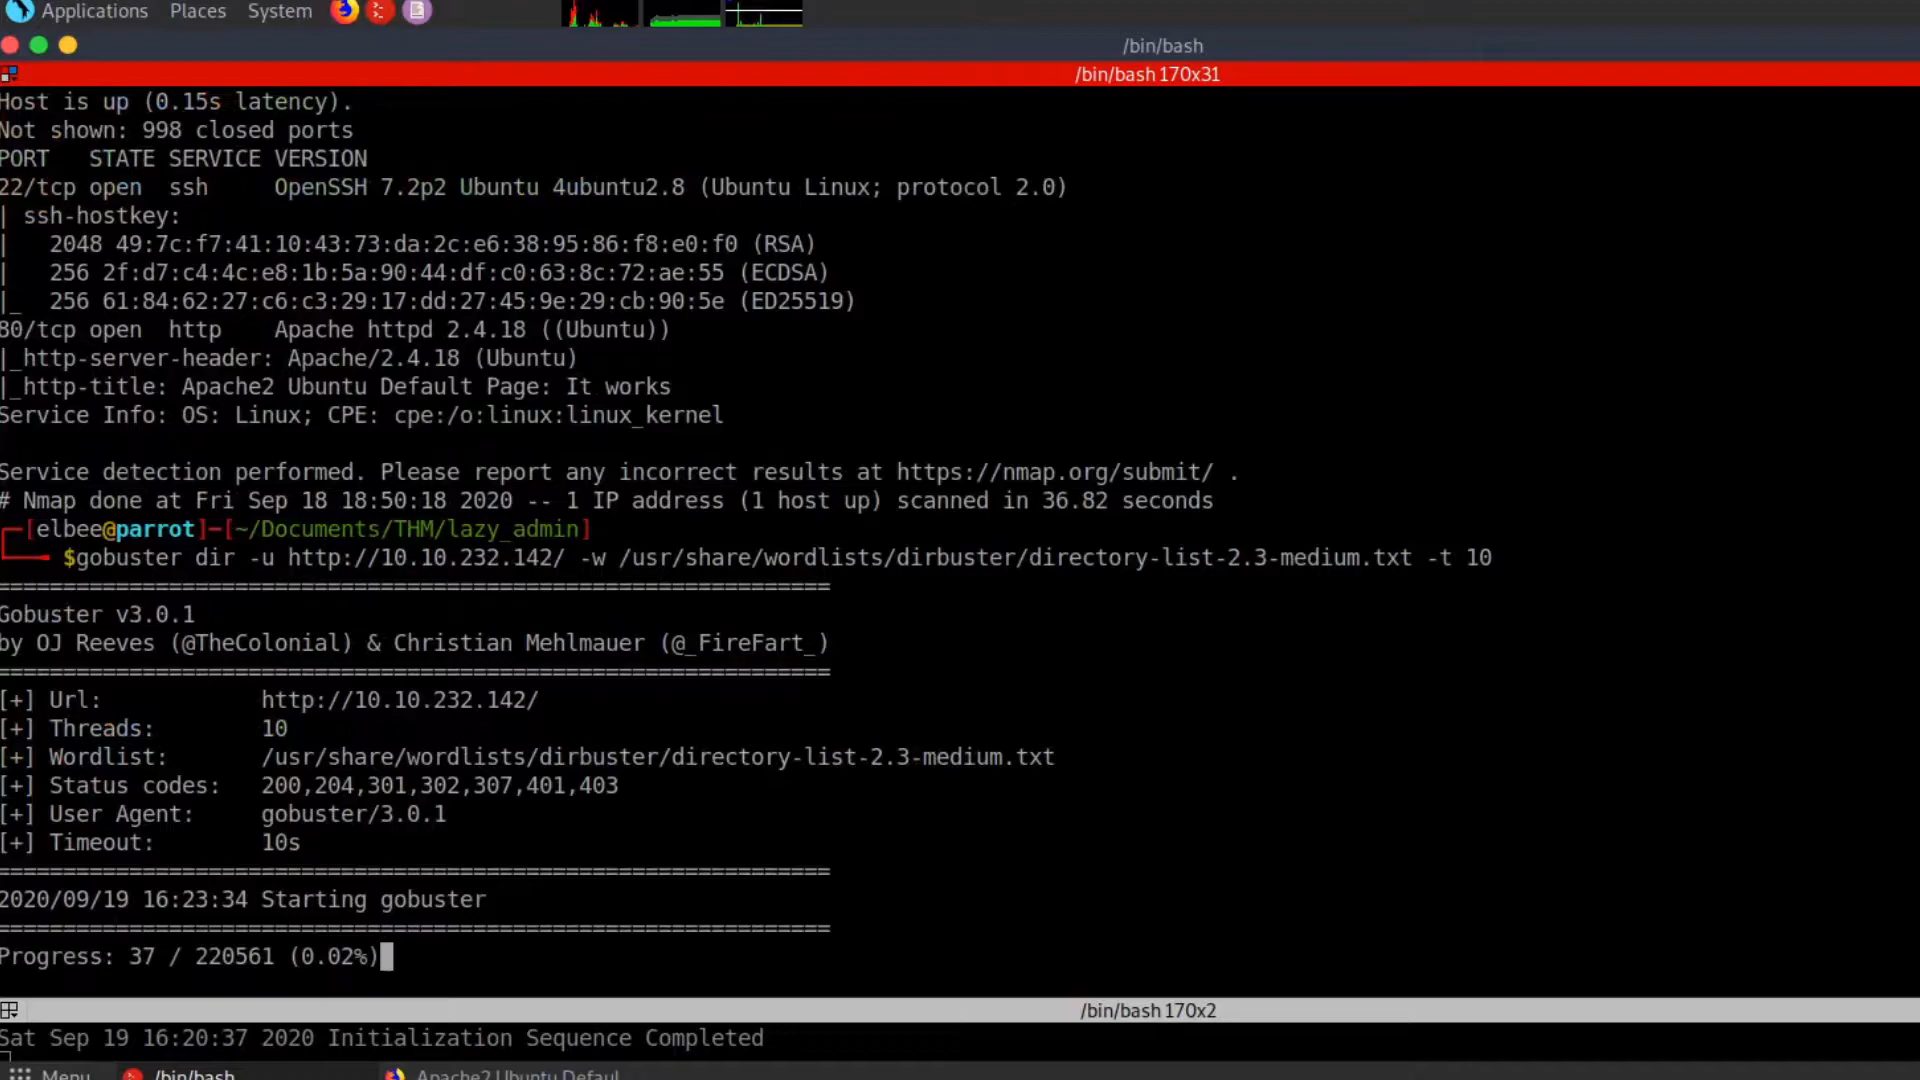 Applications Places System
/bin/bash
/bin/bash 170x31
Host is up (0.15s latency).
Not shown: 998 closed ports
PORT   STATE SERVICE VERSION
22/tcp open  ssh     OpenSSH 7.2p2 Ubuntu 4ubuntu2.8 (Ubuntu Linux; protocol 2.0)
| ssh-hostkey:
|   2048 49:7c:f7:41:10:43:73:da:2c:e6:38:95:86:f8:e0:f0 (RSA)
|   256 2f:d7:c4:4c:e8:1b:5a:90:44:df:c0:63:8c:72:ae:55 (ECDSA)
|_  256 61:84:62:27:c6:c3:29:17:dd:27:45:9e:29:cb:90:5e (ED25519)
80/tcp open  http    Apache httpd 2.4.18 ((Ubuntu))
|_http-server-header: Apache/2.4.18 (Ubuntu)
|_http-title: Apache2 Ubuntu Default Page: It works
Service Info: OS: Linux; CPE: cpe:/o:linux:linux_kernel
Service detection performed. Please report any incorrect results at https://nmap.org/submit/ .
# Nmap done at Fri Sep 18 18:50:18 2020 -- 1 IP address (1 host up) scanned in 36.82 seconds
┌─[elbee@parrot]─[~/Documents/THM/lazy_admin]
└──╼ $gobuster dir -u http://10.10.232.142/ -w /usr/share/wordlists/dirbuster/directory-list-2.3-medium.txt -t 10
===============================================================
Gobuster v3.0.1
by OJ Reeves (@TheColonial) & Christian Mehlmauer (@_FireFart_)
===============================================================
[+] Url:            http://10.10.232.142/
[+] Threads:        10
[+] Wordlist:       /usr/share/wordlists/dirbuster/directory-list-2.3-medium.txt
[+] Status codes:   200,204,301,302,307,401,403
[+] User Agent:     gobuster/3.0.1
[+] Timeout:        10s
===============================================================
2020/09/19 16:23:34 Starting gobuster
===============================================================
Progress: 37 / 220561 (0.02%)
/bin/bash 170x2
Sat Sep 19 16:20:37 2020 Initialization Sequence Completed
Menu /bin/bash Apache2 Ubuntu Defaul